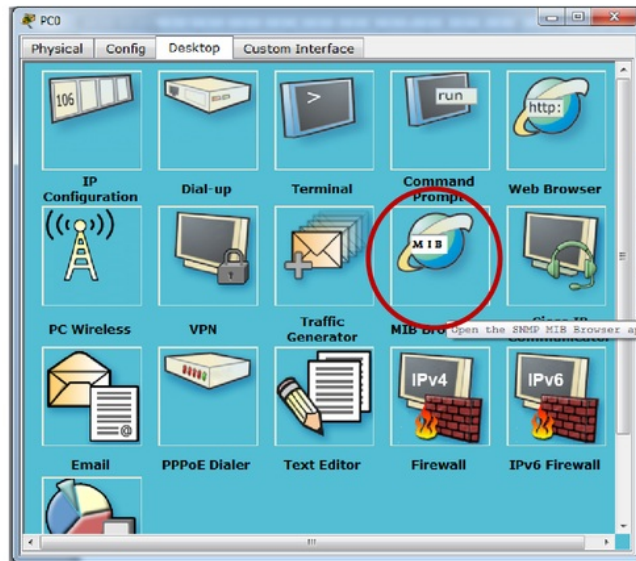 PC0
Physical Config Desktop Custom Interface
106
>
run
http:
IP
Configuration
Dial-up
Terminal
Command
Prompt
Web Browser
MIB
PC Wireless
VPN
Traffic
Generator
MIB
Open the SNMP MIB Browser ap
IPv4
IPv6
Email
PPPoE Dialer
Text Editor
Firewall
IPv6 Firewall